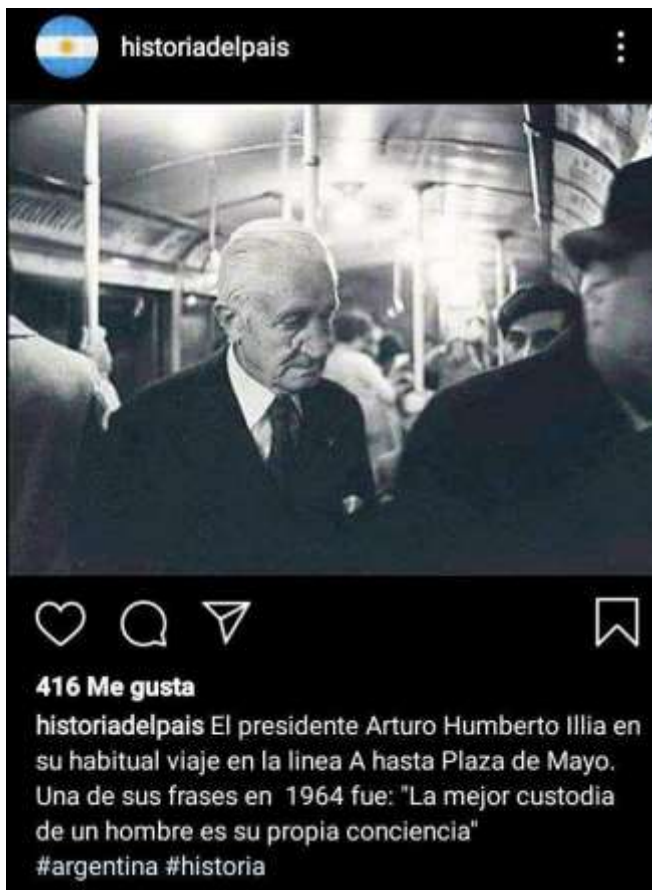 historiadelpais
416 Me gusta
historiadelpais El presidente Arturo Humberto Illia en
su habitual viaje en la linea A hasta Plaza de Mayo.
Una de sus frases en  1964 fue: "La mejor custodia
de un hombre es su propia conciencia"
#argentina #historia